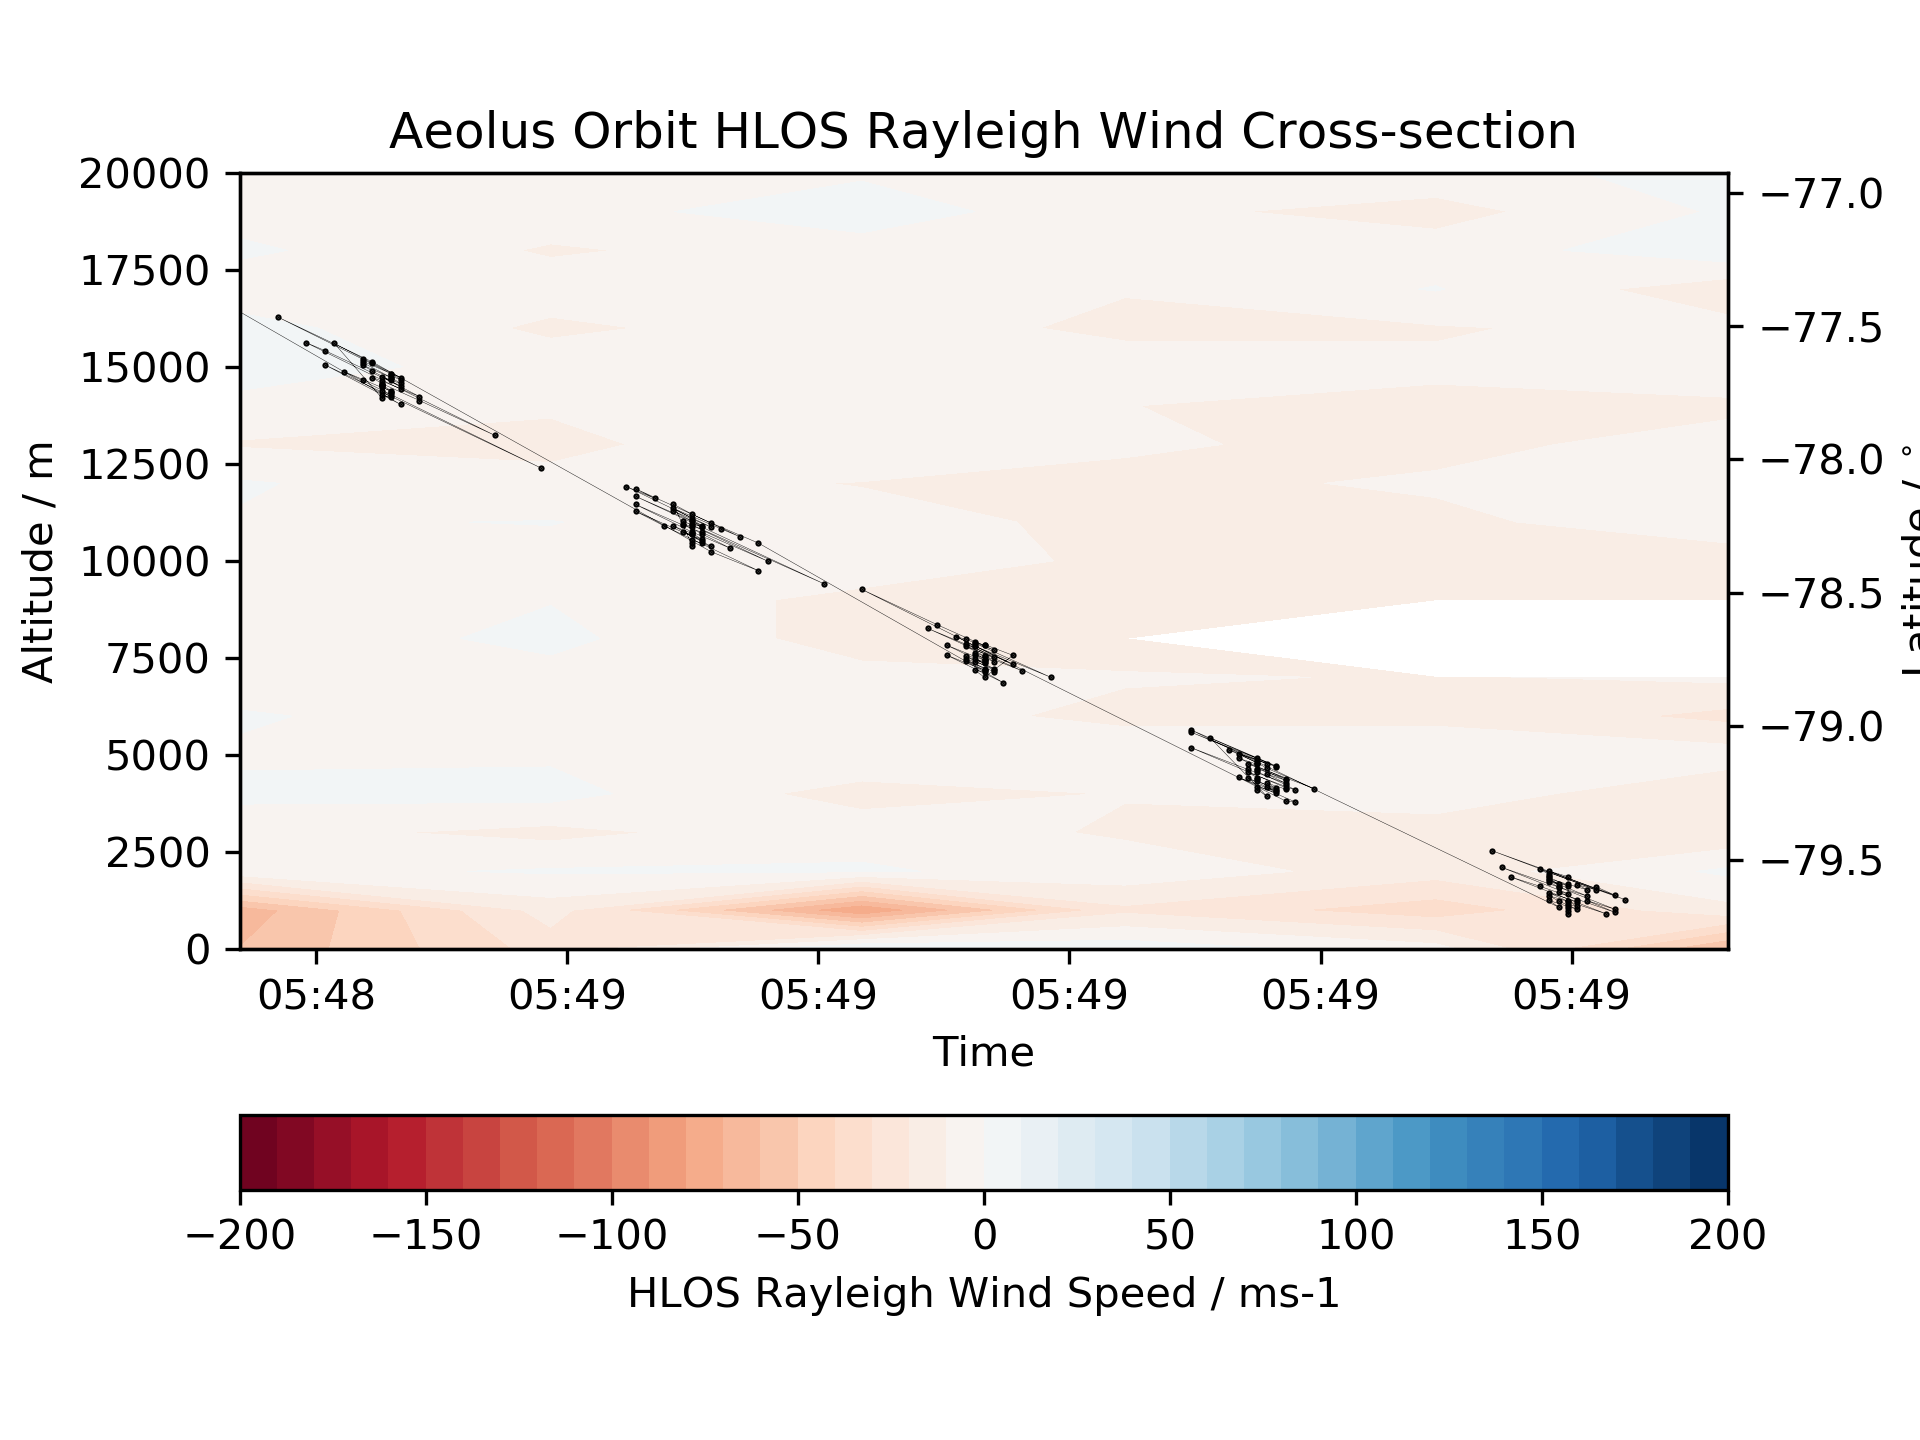 Aeolus Orbit HLOS Rayleigh Wind Cross-section
20000
17500
15000
12500
10000
7500
5000
2500
0
Altitude / m
−77.0
−77.5
−78.0
−78.5
−79.0
−79.5
Latitude / °
05:48 05:49 05:49 05:49 05:49 05:49
Time
−200 −150 −100 −50 0 50 100 150 200
HLOS Rayleigh Wind Speed / ms-1